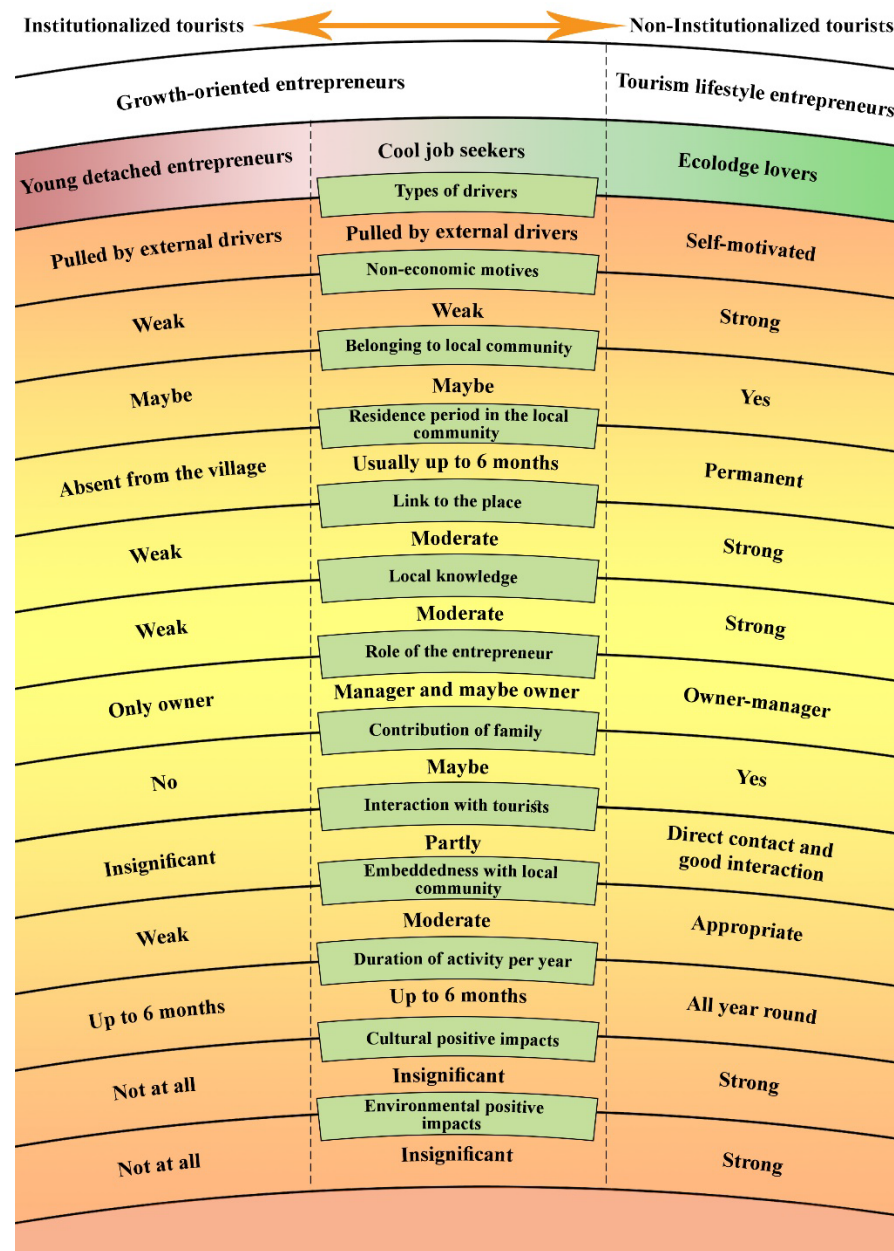 Institutionalized tourists
Non-Institutionalized tourists
Growth-oriented entrepreneurs
Tourism lifestyle entrepreneurs
Young detached entrepreneurs
Cool job seekers
Ecolodge lovers
Types of drivers
Pulled by external drivers
Pulled by external drivers
Self-motivated
Non-economic motives
Weak
Weak
Strong
Belonging to local community
Maybe
Maybe
Yes
Residence period in the local
community
Absent from the village
Usually up to 6 months
Permanent
Link to the place
Weak
Moderate
Strong
Local knowledge
Weak
Moderate
Strong
Role of the entrepreneur
Only owner
Manager and maybe owner
Owner-manager
Contribution of family
No
Maybe
Yes
Interaction with tourists
Insignificant
Partly
Direct contact and
good interaction
Embeddedness with local
community
Weak
Moderate
Appropriate
Duration of activity per year
Up to 6 months
Up to 6 months
All year round
Cultural positive impacts
Not at all
Insignificant
Strong
Environmental positive
impacts
Not at all
Insignificant
Strong